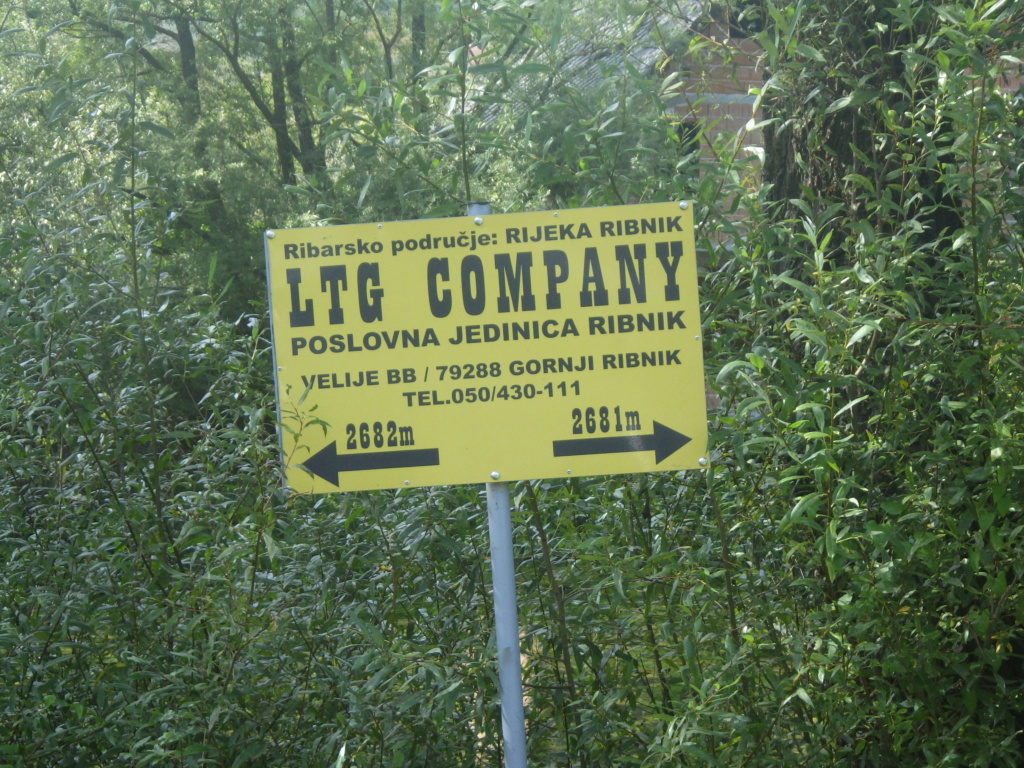 Ribarsko područje: RIJEKA RIBNIK
LTG COMPANY
POSLOVNA JEDINICA RIBNIK
VELIJE BB / 79288 GORNJI RIBNIK
TEL.050/430-111
2682m 2681m